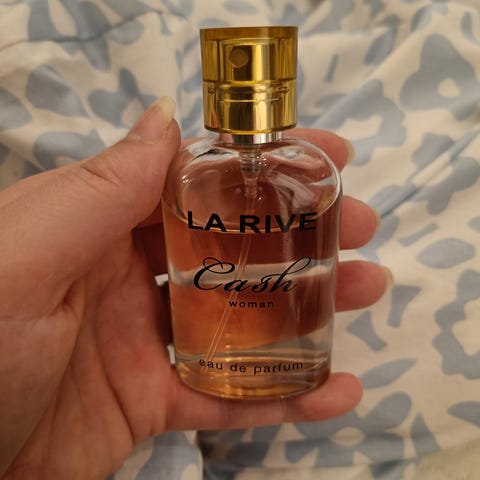 LA RIVE
Cash
woman
eau de parfum